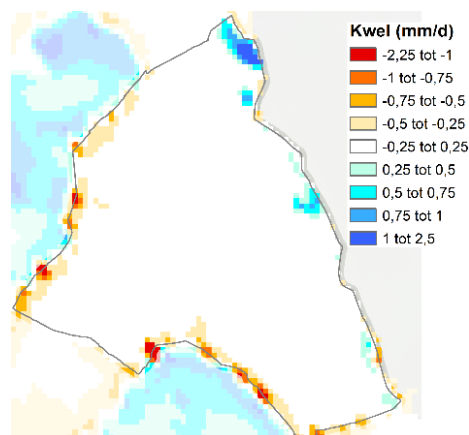 Kwel (mm/d)
-2,25 tot -1
-1 tot -0,75
-0,75 tot -0,5
-0,5 tot -0,25
-0,25 tot 0,25
0,25 tot 0,5
0,5 tot 0,75
0,75 tot 1
1 tot 2,5